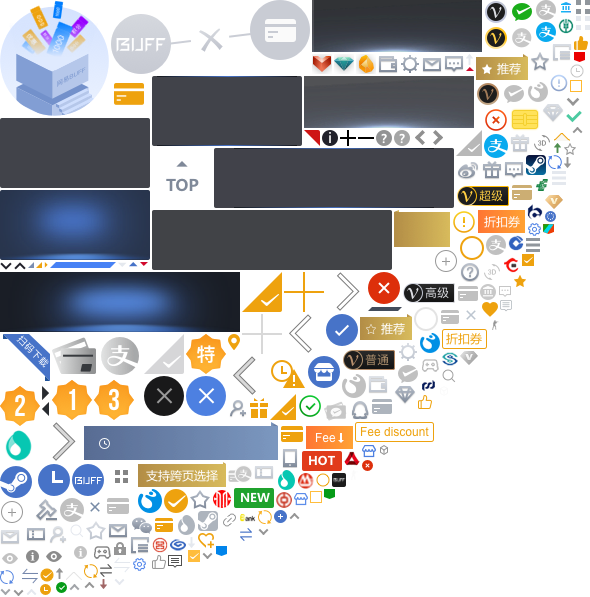 BUFF
推荐
TOP
超级
折扣券
高级
推荐
折扣券
扫码下载
特
普通
2
1
3
Fee↓
Fee discount
HOT
支持跨页选择
BUFF
NEW